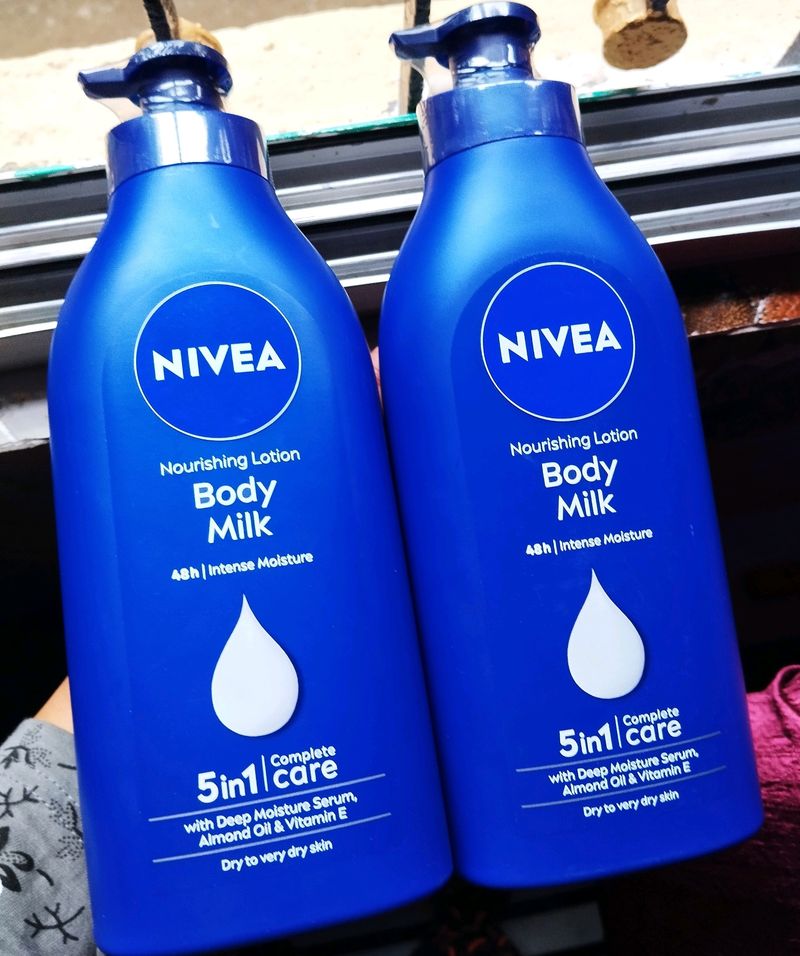 NIVEA
Nourishing Lotion
Body
Milk
48h | Intense Moisture
5in1 | Complete
care
with Deep Moisture Serum,
Almond Oil & Vitamin E
Dry to very dry skin
NIVEA
Nourishing Lotion
Body
Milk
48h | Intense Moisture
5in1 | Complete
care
with Deep Moisture Serum,
Almond Oil & Vitamin E
Dry to very dry skin